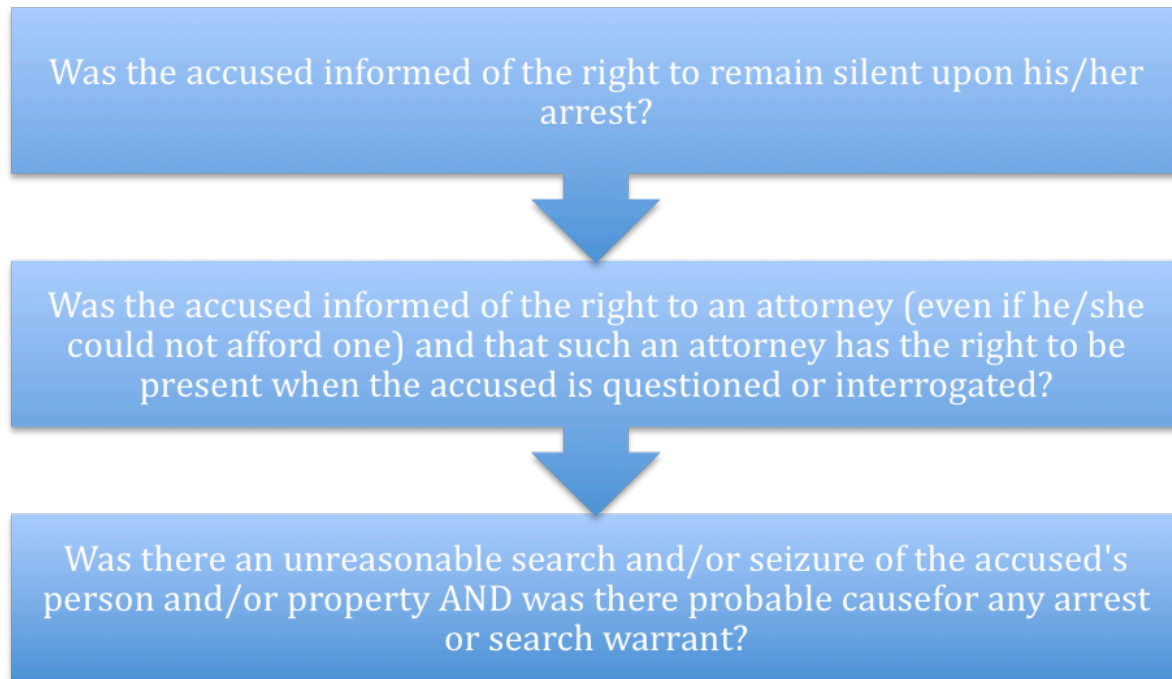 Was the accused informed of the right to remain silent upon his/her
arrest?
Was the accused informed of the right to an attorney (even if he/she
could not afford one) and that such an attorney has the right to be
present when the accused is questioned or interrogated?
Was there an unreasonable search and/or seizure of the accused's
person and/or property AND was there probable causefor any arrest
or search warrant?